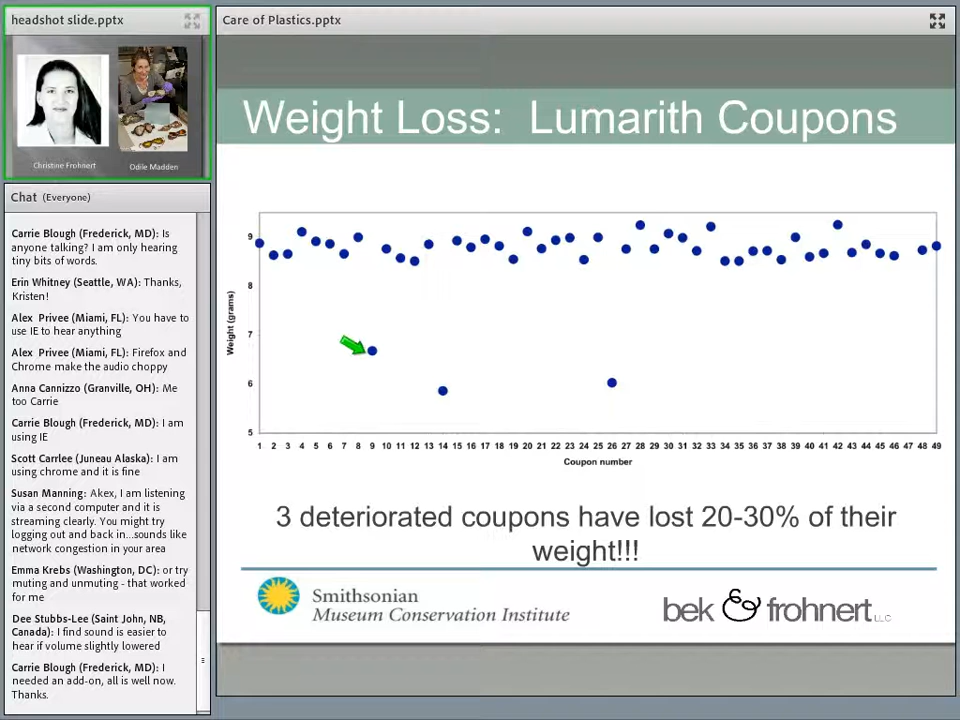 headshot slide.pptx
Christine Frohnert
Odile Madden
Chat (Everyone)
Carrie Blough (Frederick, MD): Is
anyone talking? I am only hearing
tiny bits of words.
Erin Whitney (Seattle, WA): Thanks,
Kristen!
Alex Privee (Miami, FL): You have to
use IE to hear anything
Alex Privee (Miami, FL): Firefox and
Chrome make the audio choppy
Anna Cannizzo (Granville, OH): Me
too Carrie
Carrie Blough (Frederick, MD): I am
using IE
Scott Carrlee (Juneau Alaska): I am
using chrome and it is fine
Susan Manning: Akex, I am listening
via a second computer and it is
streaming clearly. You might try
logging out and back in...sounds like
network congestion in your area
Emma Krebs (Washington, DC): or try
muting and unmuting - that worked
for me
Dee Stubbs-Lee (Saint John, NB,
Canada): I find sound is easier to
hear if volume slightly lowered
Carrie Blough (Frederick, MD): I
needed an add-on, all is well now.
Thanks.
Care of Plastics.pptx
Weight Loss: Lumarith Coupons
Weight (grams)
9
8
7
6
5
1 2 3 4 5 6 7 8 9 10 11 12 13 14 15 16 17 18 19 20 21 22 23 24 25 26 27 28 29 30 31 32 33 34 35 36 37 38 39 40 41 42 43 44 45 46 47 48 49
Coupon number
3 deteriorated coupons have lost 20-30% of their
weight!!!
Smithsonian
Museum Conservation Institute
bek & frohnert LLC